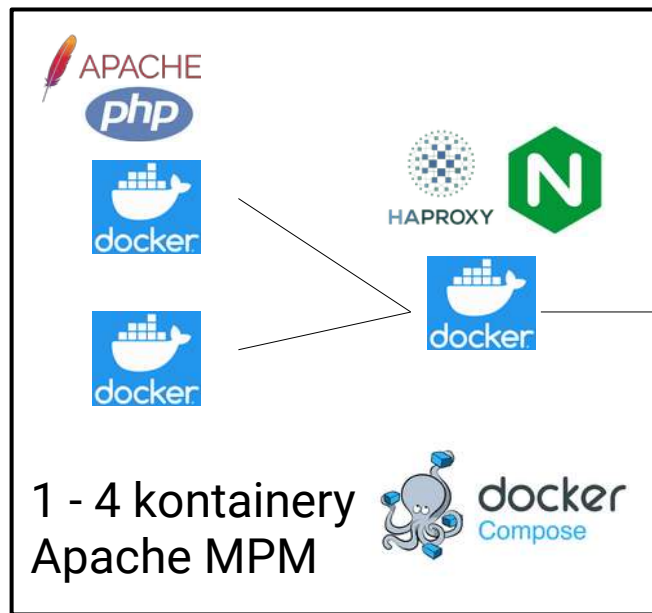 APACHE
php
docker
HAPROXY
N
docker
docker
1 - 4 kontainery
Apache MPM
docker
Compose